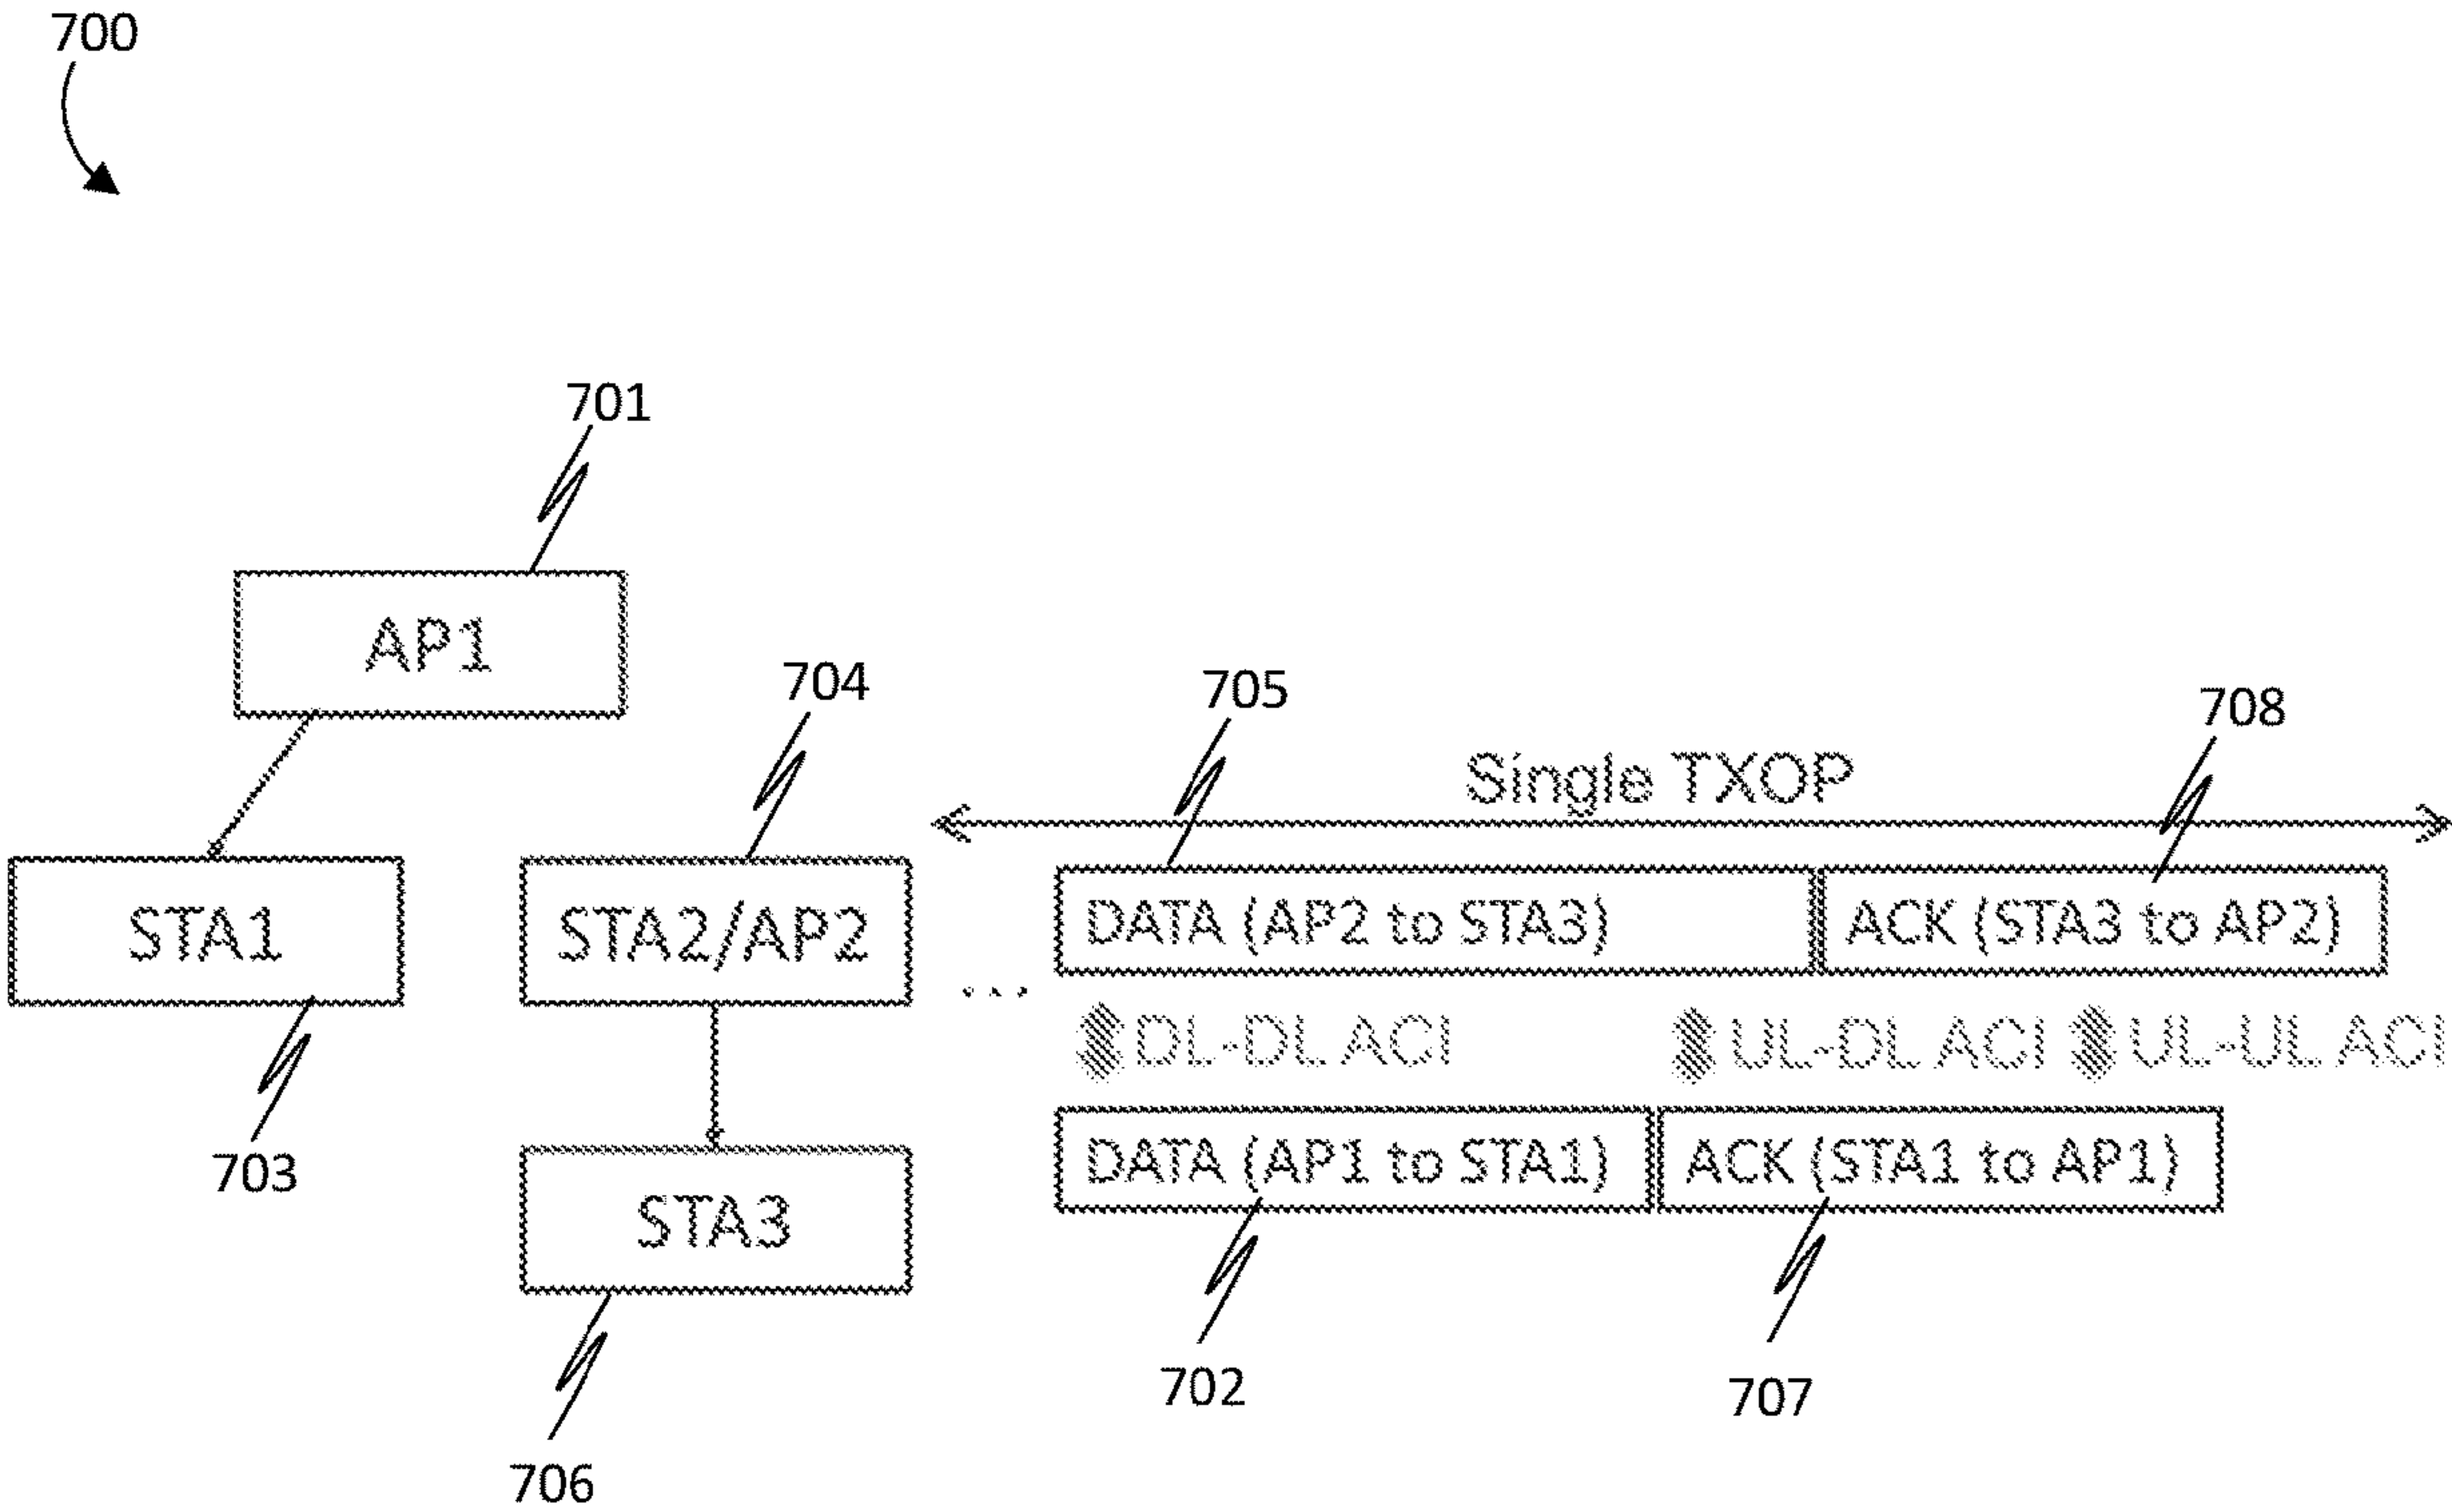 700
701
AP1
704
705
708
Single TXOP
STA1
STA2/AP2
DATA (AP2 to STA3)
ACK (STA3 to AP2)
...
DL-DL ACI
UL-DL ACI
UL-UL ACI
703
DATA (AP1 to STA1)
ACK (STA1 to AP1)
STA3
702
707
706